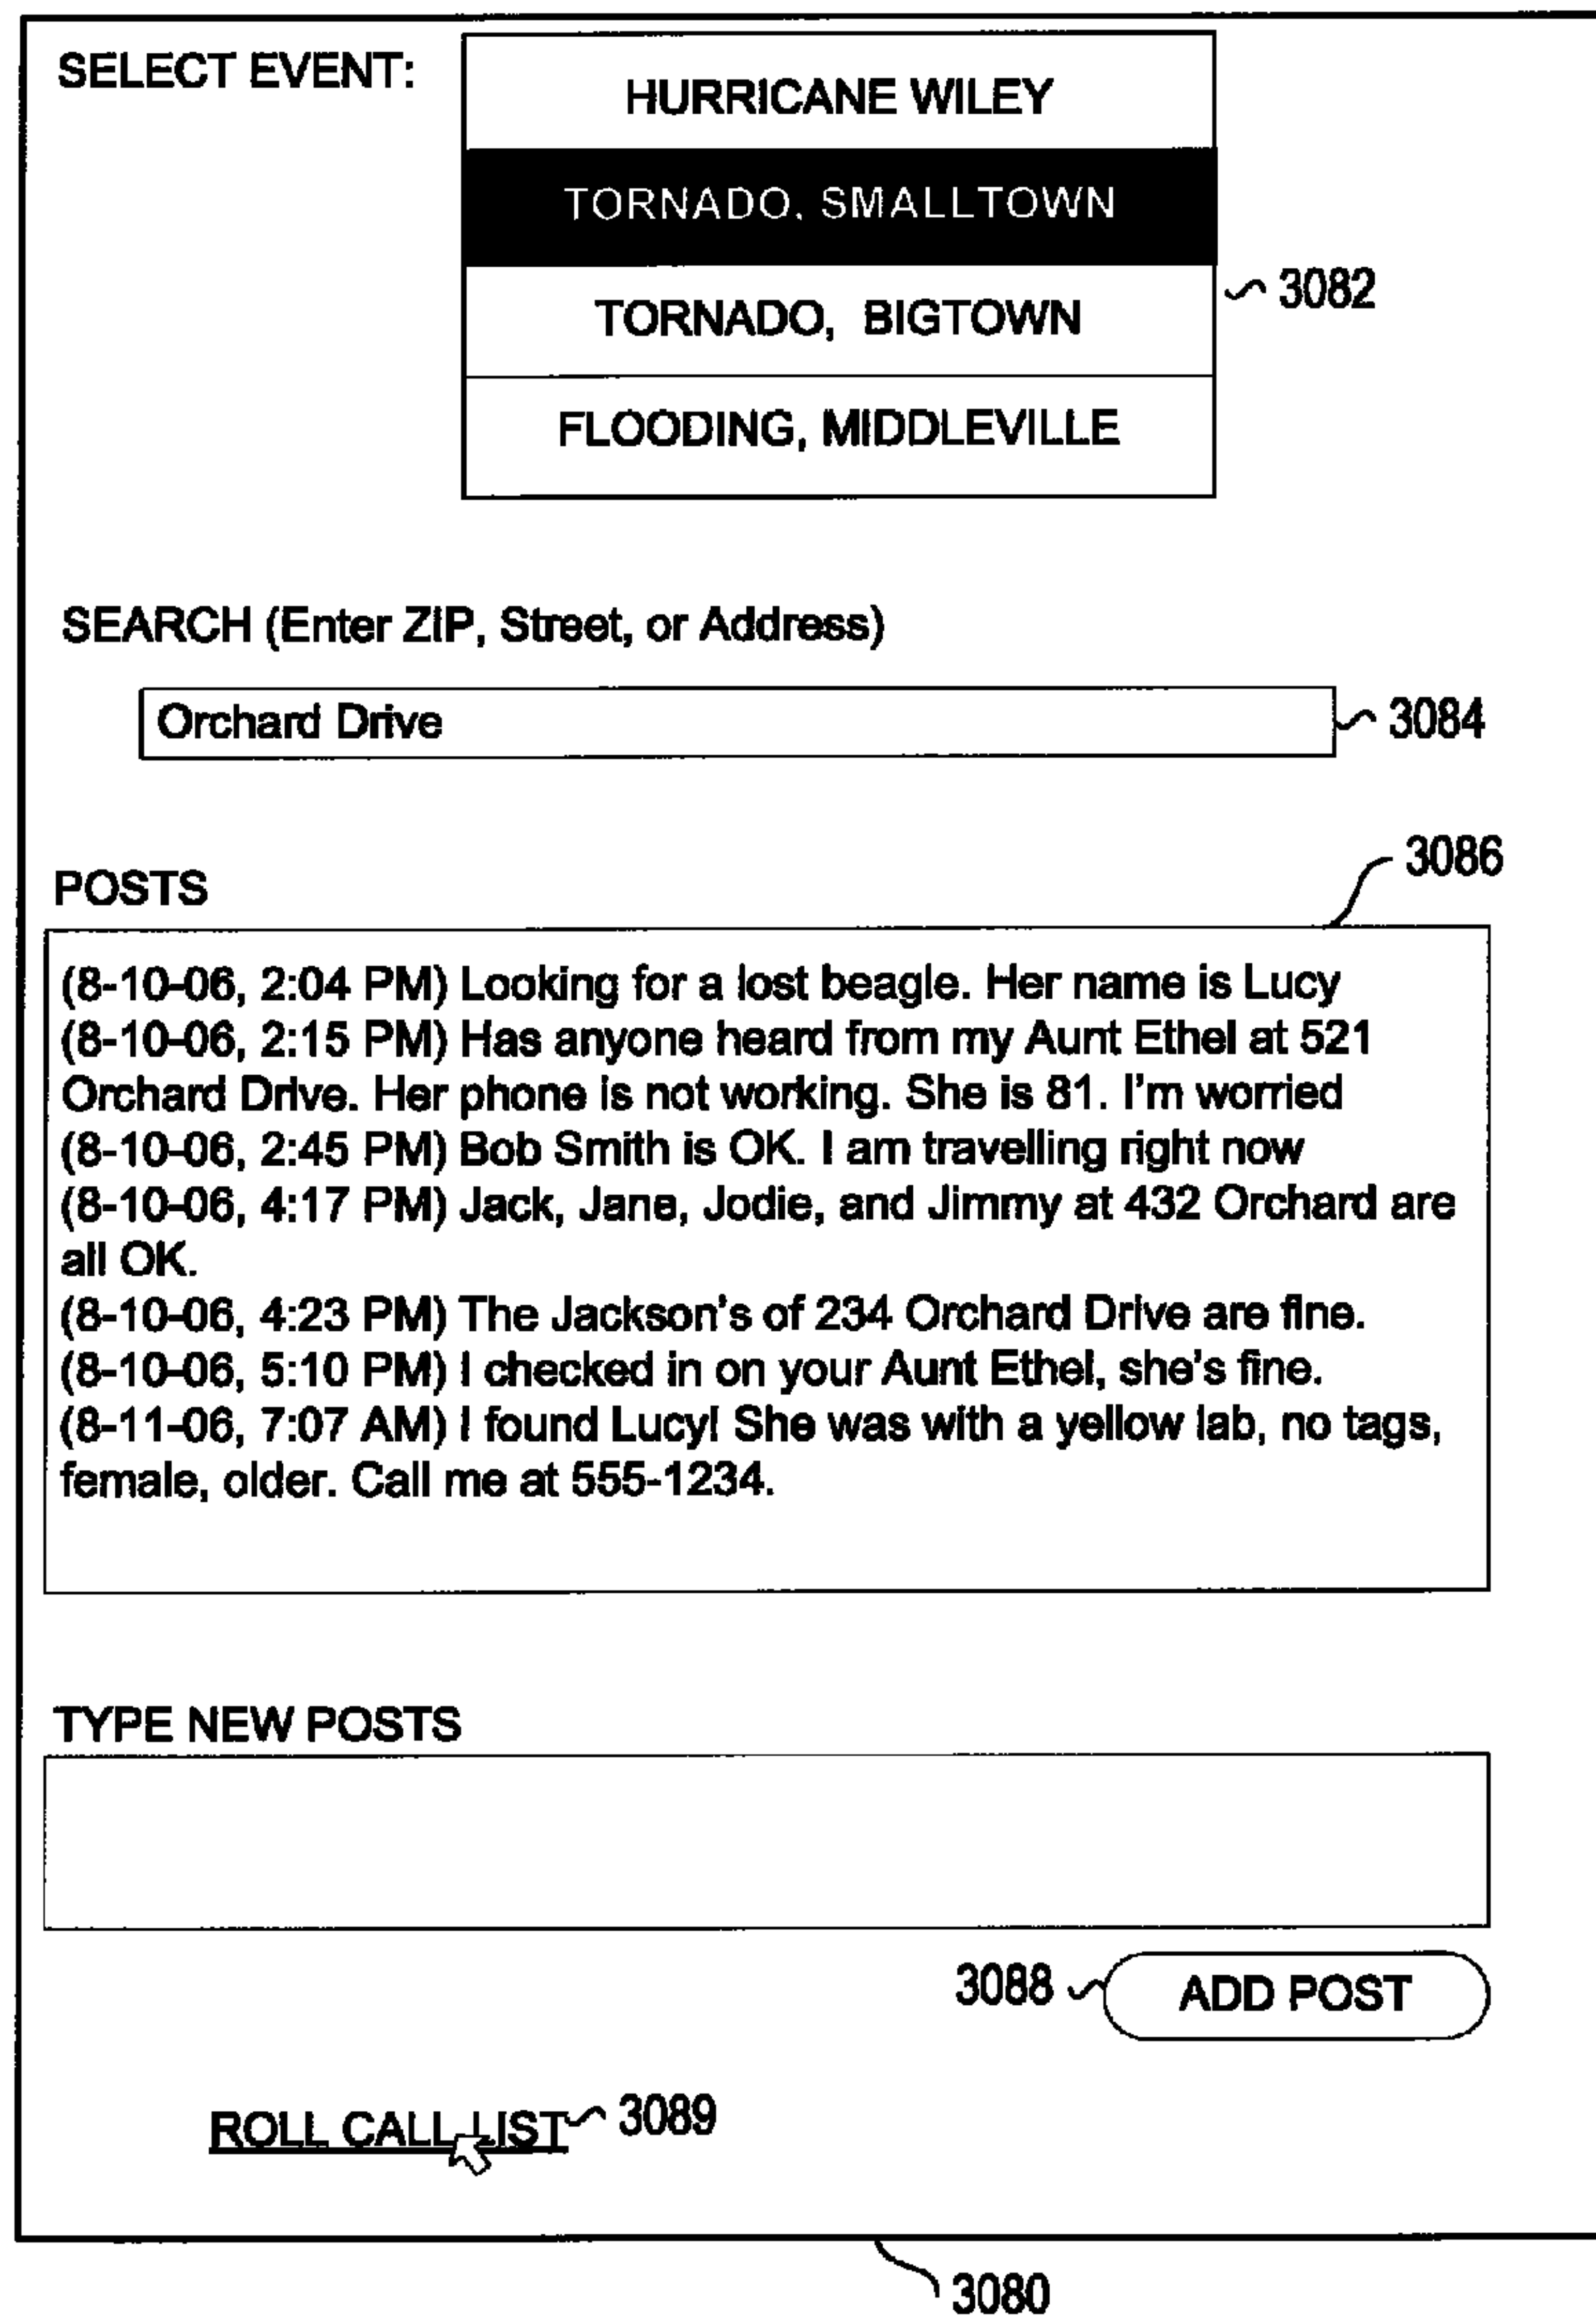 SELECT EVENT:
HURRICANE WILEY
TORNADO, SMALLTOWN
TORNADO, BIGTOWN
3082
FLOODING, MIDDLEVILLE
SEARCH (Enter ZIP, Street, or Address)
Orchard Drive
3084
3086
POSTS
(8-10-06, 2:04 PM) Looking for a lost beagle. Her name is Lucy
(8-10-06, 2:15 PM) Has anyone heard from my Aunt Ethel at 521
Orchard Drive. Her phone is not working. She is 81. I'm worried
(8-10-06, 2:45 PM) Bob Smith is OK. I am travelling right now
(8-10-06, 4:17 PM) Jack, Jane, Jodie, and Jimmy at 432 Orchard are
all OK.
(8-10-06, 4:23 PM) The Jackson's of 234 Orchard Drive are fine.
(8-10-06, 5:10 PM) I checked in on your Aunt Ethel, she's fine.
(8-11-06, 7:07 AM) I found Lucy! She was with a yellow lab, no tags,
female, older. Call me at 555-1234.
TYPE NEW POSTS
3088
ADD POST
ROLL CALL LIST
3089
3080